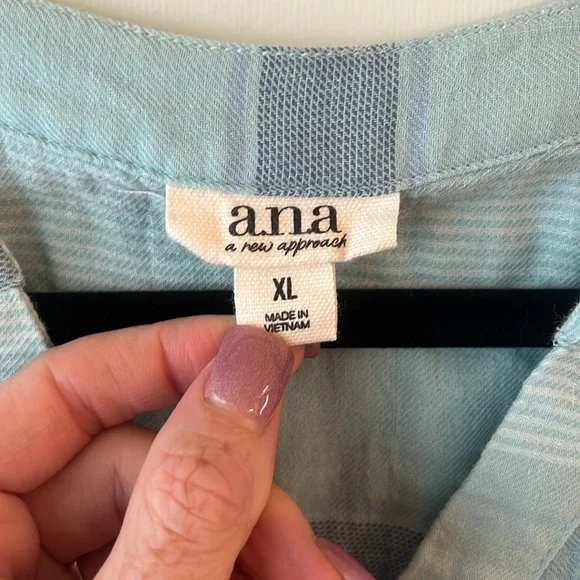 a.n.a
a new approach
XL
MADE IN
VIETNAM